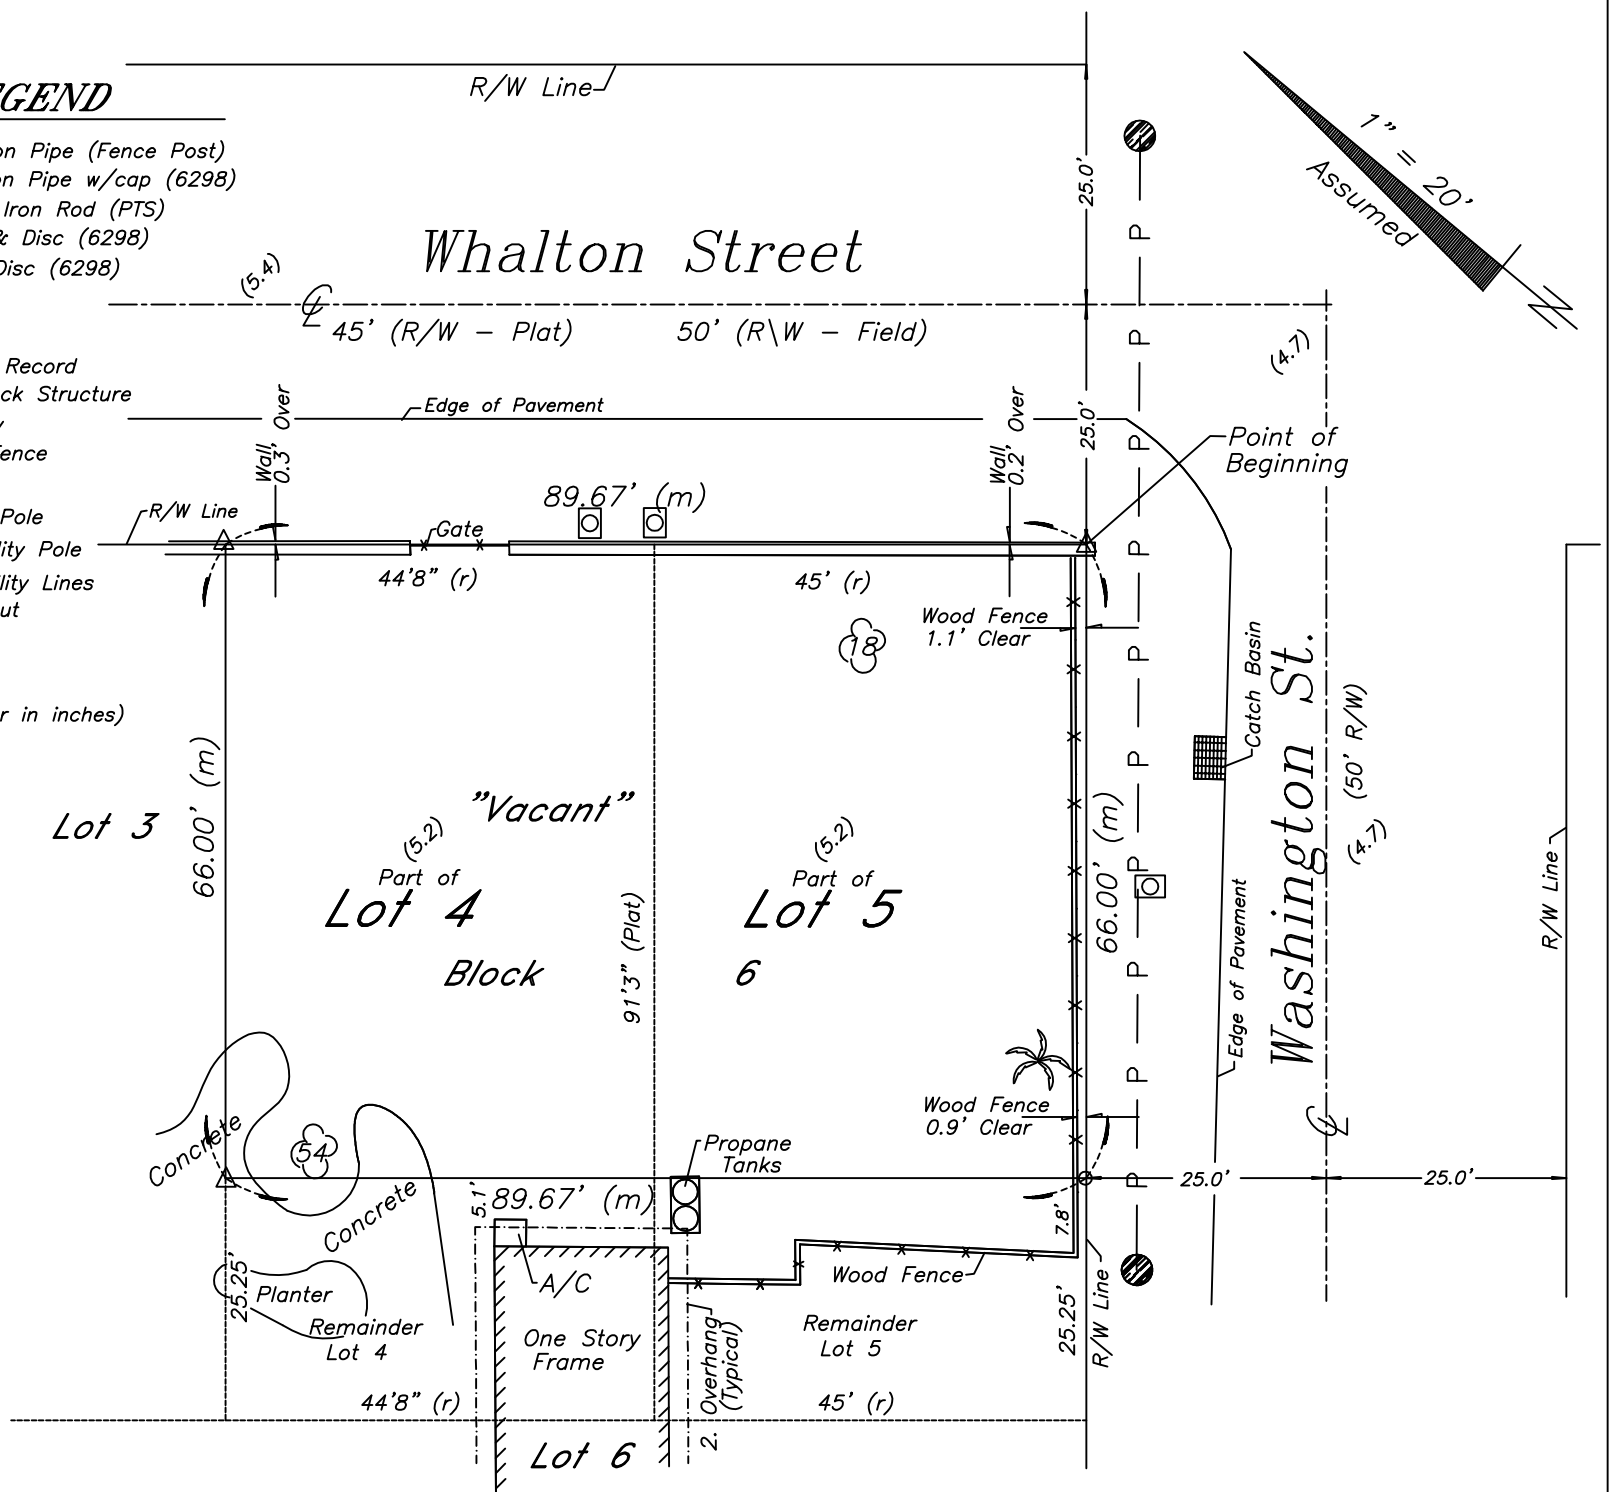 R/W Line
GEND
on Pipe (Fence Post)
on Pipe w/cap (6298)
Iron Rod (PTS)
& Disc (6298)
Disc (6298)
1" = 20'
Assumed
N
25.0'
P
Whalton Street
(5.4)
℄
45' (R/W - Plat)
50' (R\W - Field)
P
(4.7)
Record
ck Structure
y
ence
Pole
lity Pole
lity Lines
ut
r in inches)
Wall
0.3' Over
Edge of Pavement
Wall
0.2' Over
25.0'
P
Point of
Beginning
89.67' (m)
R/W Line
Gate
P
44'8" (r)
45' (r)
Wood Fence
1.1' Clear
18
P
Catch Basin
Washington St.
(50' R/W)
(4.7)
P
Lot 3
66.00' (m)
"Vacant"
(5.2)
Part of
Lot 4
(5.2)
Part of
Lot 5
Block
6
91'3" (Plat)
66.00' (m)
P
P
Edge of Pavement
R/W Line
P
℄
Wood Fence
0.9' Clear
Concrete
54
Propane
Tanks
P
25.0'
25.0'
5.1'
89.67' (m)
7.8'
Concrete
25.25'
Planter
A/C
Wood Fence
Remainder
Lot 4
One Story
Frame
2. Overhang
(Typical)
Remainder
Lot 5
25.25'
R/W Line
44'8" (r)
45' (r)
Lot 6